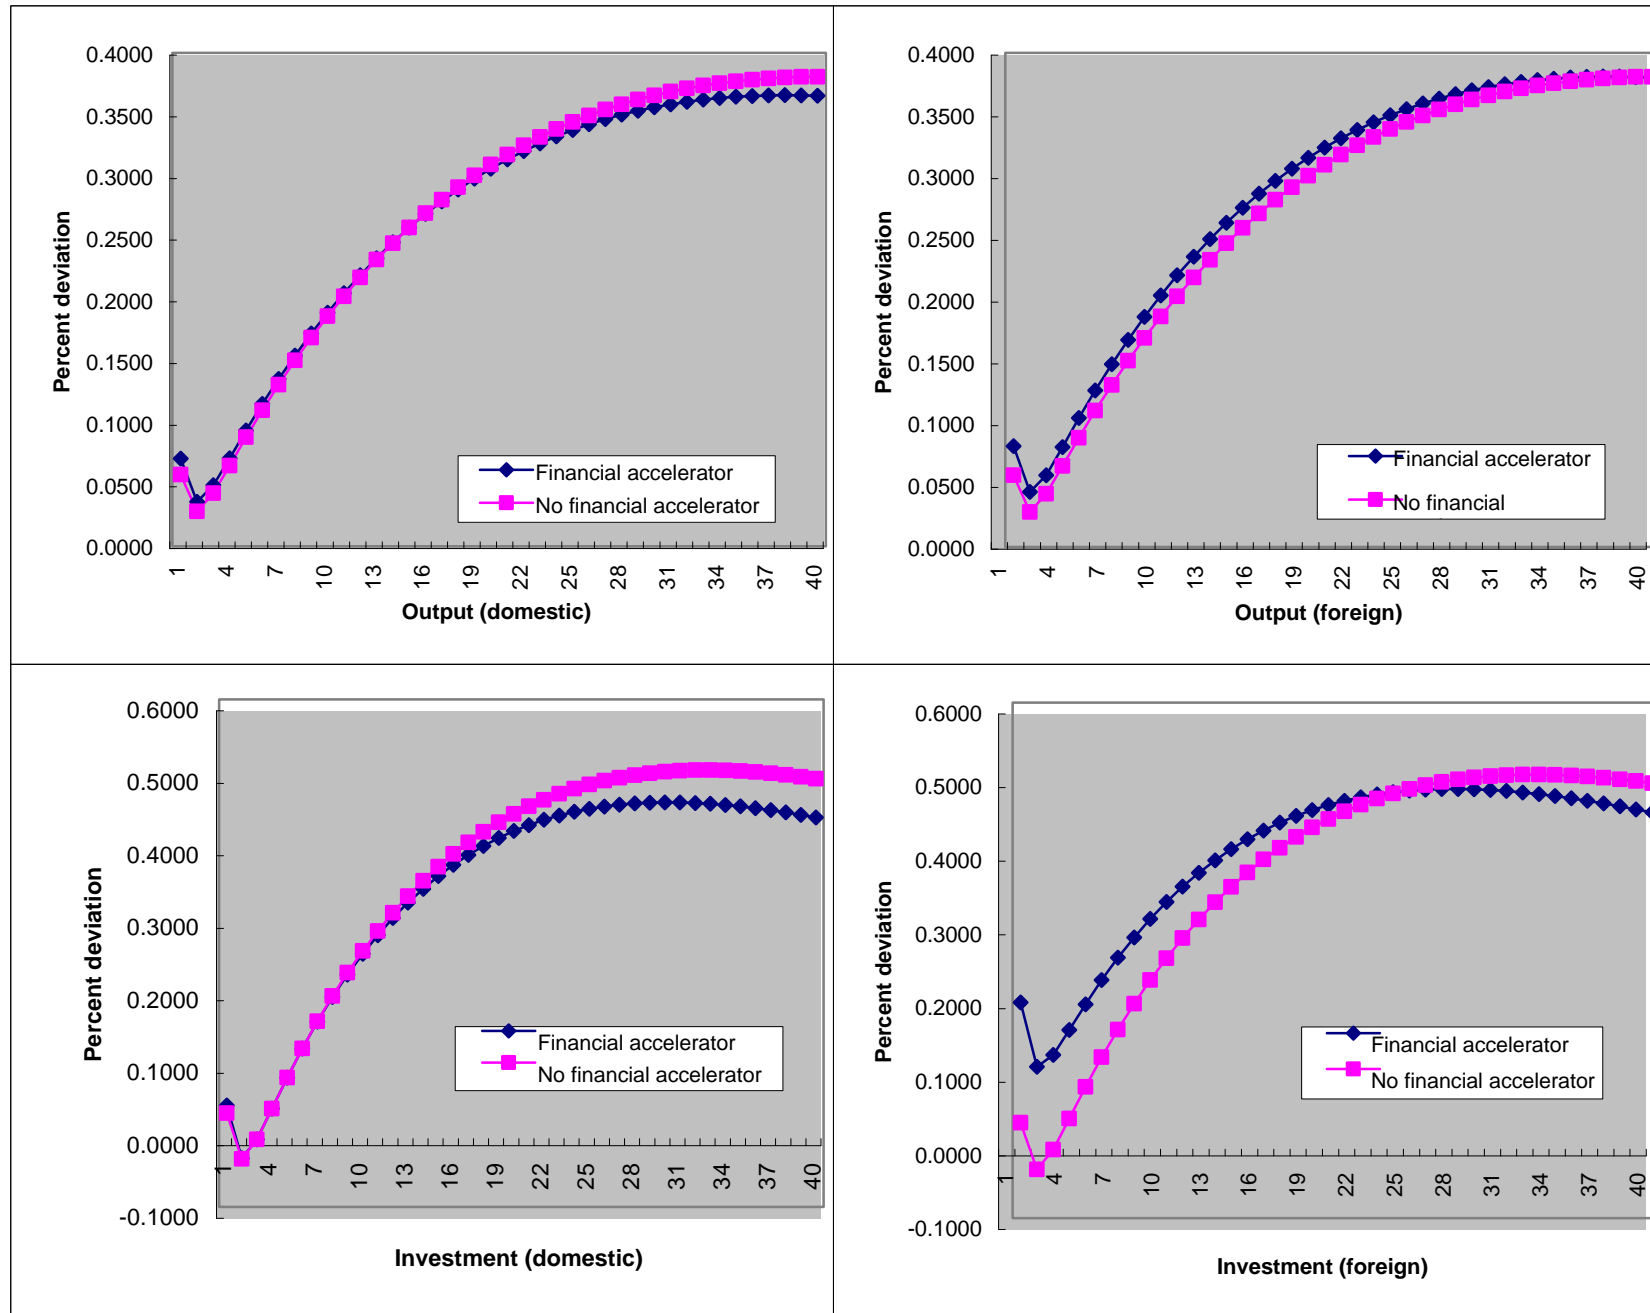 0.4000
0.3500
0.3000
0.2500
0.2000
0.1500
0.1000
0.0500
0.0000
Percent deviation
Financial accelerator
No financial accelerator
1 4 7 10 13 16 19 22 25 28 31 34 37 40
Output (domestic)
0.4000
0.3500
0.3000
0.2500
0.2000
0.1500
0.1000
0.0500
0.0000
Percent deviation
Financial accelerator
No financial
1 4 7 10 13 16 19 22 25 28 31 34 37 40
Output (foreign)
0.6000
0.5000
0.4000
0.3000
0.2000
0.1000
0.0000
-0.1000
Percent deviation
Financial accelerator
No financial accelerator
1 4 7 10 13 16 19 22 25 28 31 34 37 40
Investment (domestic)
0.6000
0.5000
0.4000
0.3000
0.2000
0.1000
0.0000
-0.1000
Percent deviation
Financial accelerator
No financial accelerator
1 4 7 10 13 16 19 22 25 28 31 34 37 40
Investment (foreign)